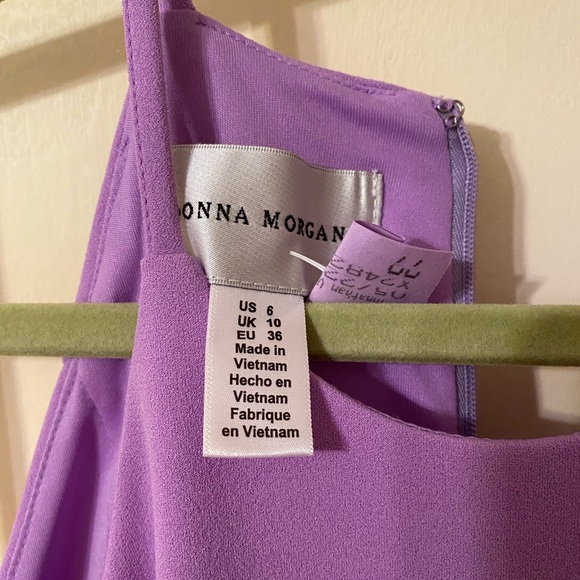 DONNA MORGAN
US 6
UK 10
EU 36
Made in
Vietnam
Hecho en
Vietnam
Fabrique
en Vietnam